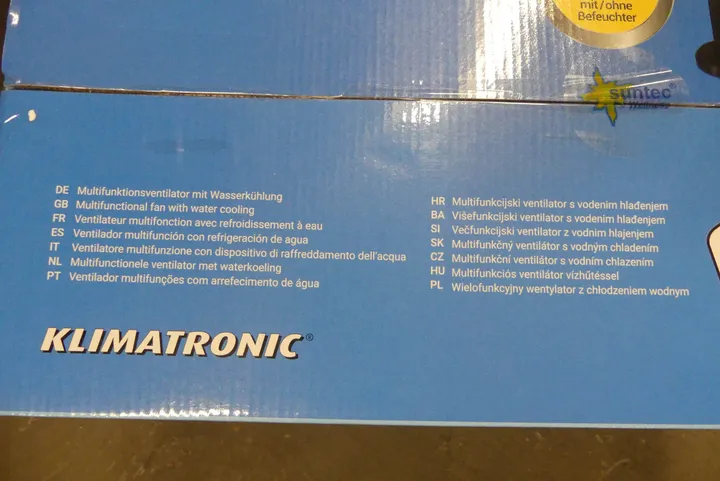 mit/ohne
Befeuchter
suntec®
Wellness
DE Multifunktionsventilator mit Wasserkühlung
GB Multifunctional fan with water cooling
FR Ventilateur multifonction avec refroidissement à eau
ES Ventilador multifunción con refrigeración de agua
IT Ventilatore multifunzione con dispositivo di raffreddamento dell'acqua
NL Multifunctionele ventilator met waterkoeling
PT Ventilador multifunções com arrefecimento de água
HR Multifunkcijski ventilator s vodenim hlađenjem
BA Višefunkcijski ventilator s vodenim hlađenjem
SI Večfunkcijski ventilator z vodnim hlajenjem
SK Multifunkčný ventilátor s vodným chladením
CZ Multifunkční ventilátor s vodním chlazením
HU Multifunkciós ventilátor vízhűtéssel
PL Wielofunkcyjny wentylator z chłodzeniem wodnym
KLIMATRONIC®